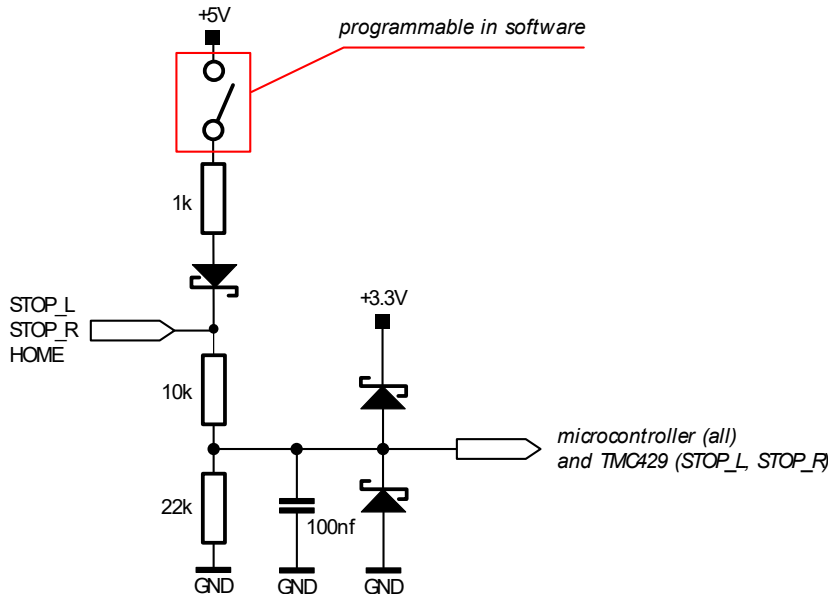 +5V
programmable in software
1k
STOP_L
STOP_R
HOME
+3.3V
10k
microcontroller (all)
and TMC429 (STOP_L, STOP_R)
22k
100nf
GND
GND
GND